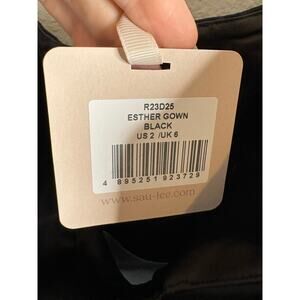 R23D25
ESTHER GOWN
BLACK
US 2 /UK 6
4 895251 923729
www.sau-lee.com